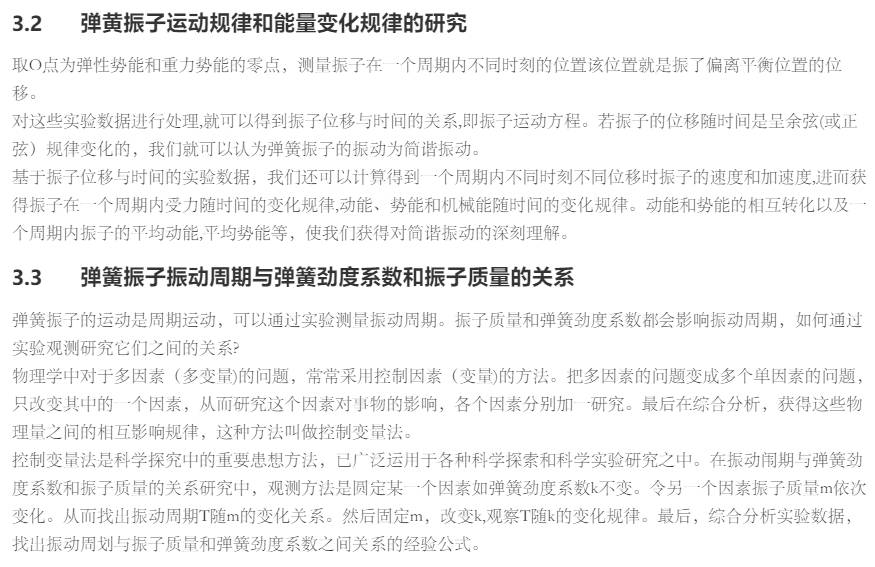 3.2 弹簧振子运动规律和能量变化规律的研究
取O点为弹性势能和重力势能的零点，测量振子在一个周期内不同时刻的位置该位置就是振了偏离平衡位置的位
移。
对这些实验数据进行处理,就可以得到振子位移与时间的关系,即振子运动方程。若振子的位移随时间是呈余弦(或正
弦）规律变化的，我们就可以认为弹簧振子的振动为简谐振动。
基于振子位移与时间的实验数据，我们还可以计算得到一个周期内不同时刻不同位移时振子的速度和加速度,进而获
得振子在一个周期内受力随时间的变化规律,动能、势能和机械能随时间的变化规律。动能和势能的相互转化以及一
个周期内振子的平均动能,平均势能等，使我们获得对简谐振动的深刻理解。
3.3 弹簧振子振动周期与弹簧劲度系数和振子质量的关系
弹簧振子的运动是周期运动，可以通过实验测量振动周期。振子质量和弹簧劲度系数都会影响振动周期，如何通过
实验观测研究它们之间的关系?
物理学中对于多因素（多变量)的问题，常常采用控制因素（变量)的方法。把多因素的问题变成多个单因素的问题，
只改变其中的一个因素，从而研究这个因素对事物的影响，各个因素分别加一研究。最后在综合分析，获得这些物
理量之间的相互影响规律，这种方法叫做控制变量法。
控制变量法是科学探究中的重要患想方法，已广泛运用于各种科学探索和科学实验研究之中。在振动闱期与弹簧劲
度系数和振子质量的关系研究中，观测方法是圆定某一个因素如弹簧劲度系数k不变。令另一个因素振子质量m依次
变化。从而找出振动周期T随m的变化关系。然后固定m，改变k,观察T随k的变化规律。最后，综合分析实验数据，
找出振动周划与振子质量和弹簧劲度系数之间关系的经验公式。